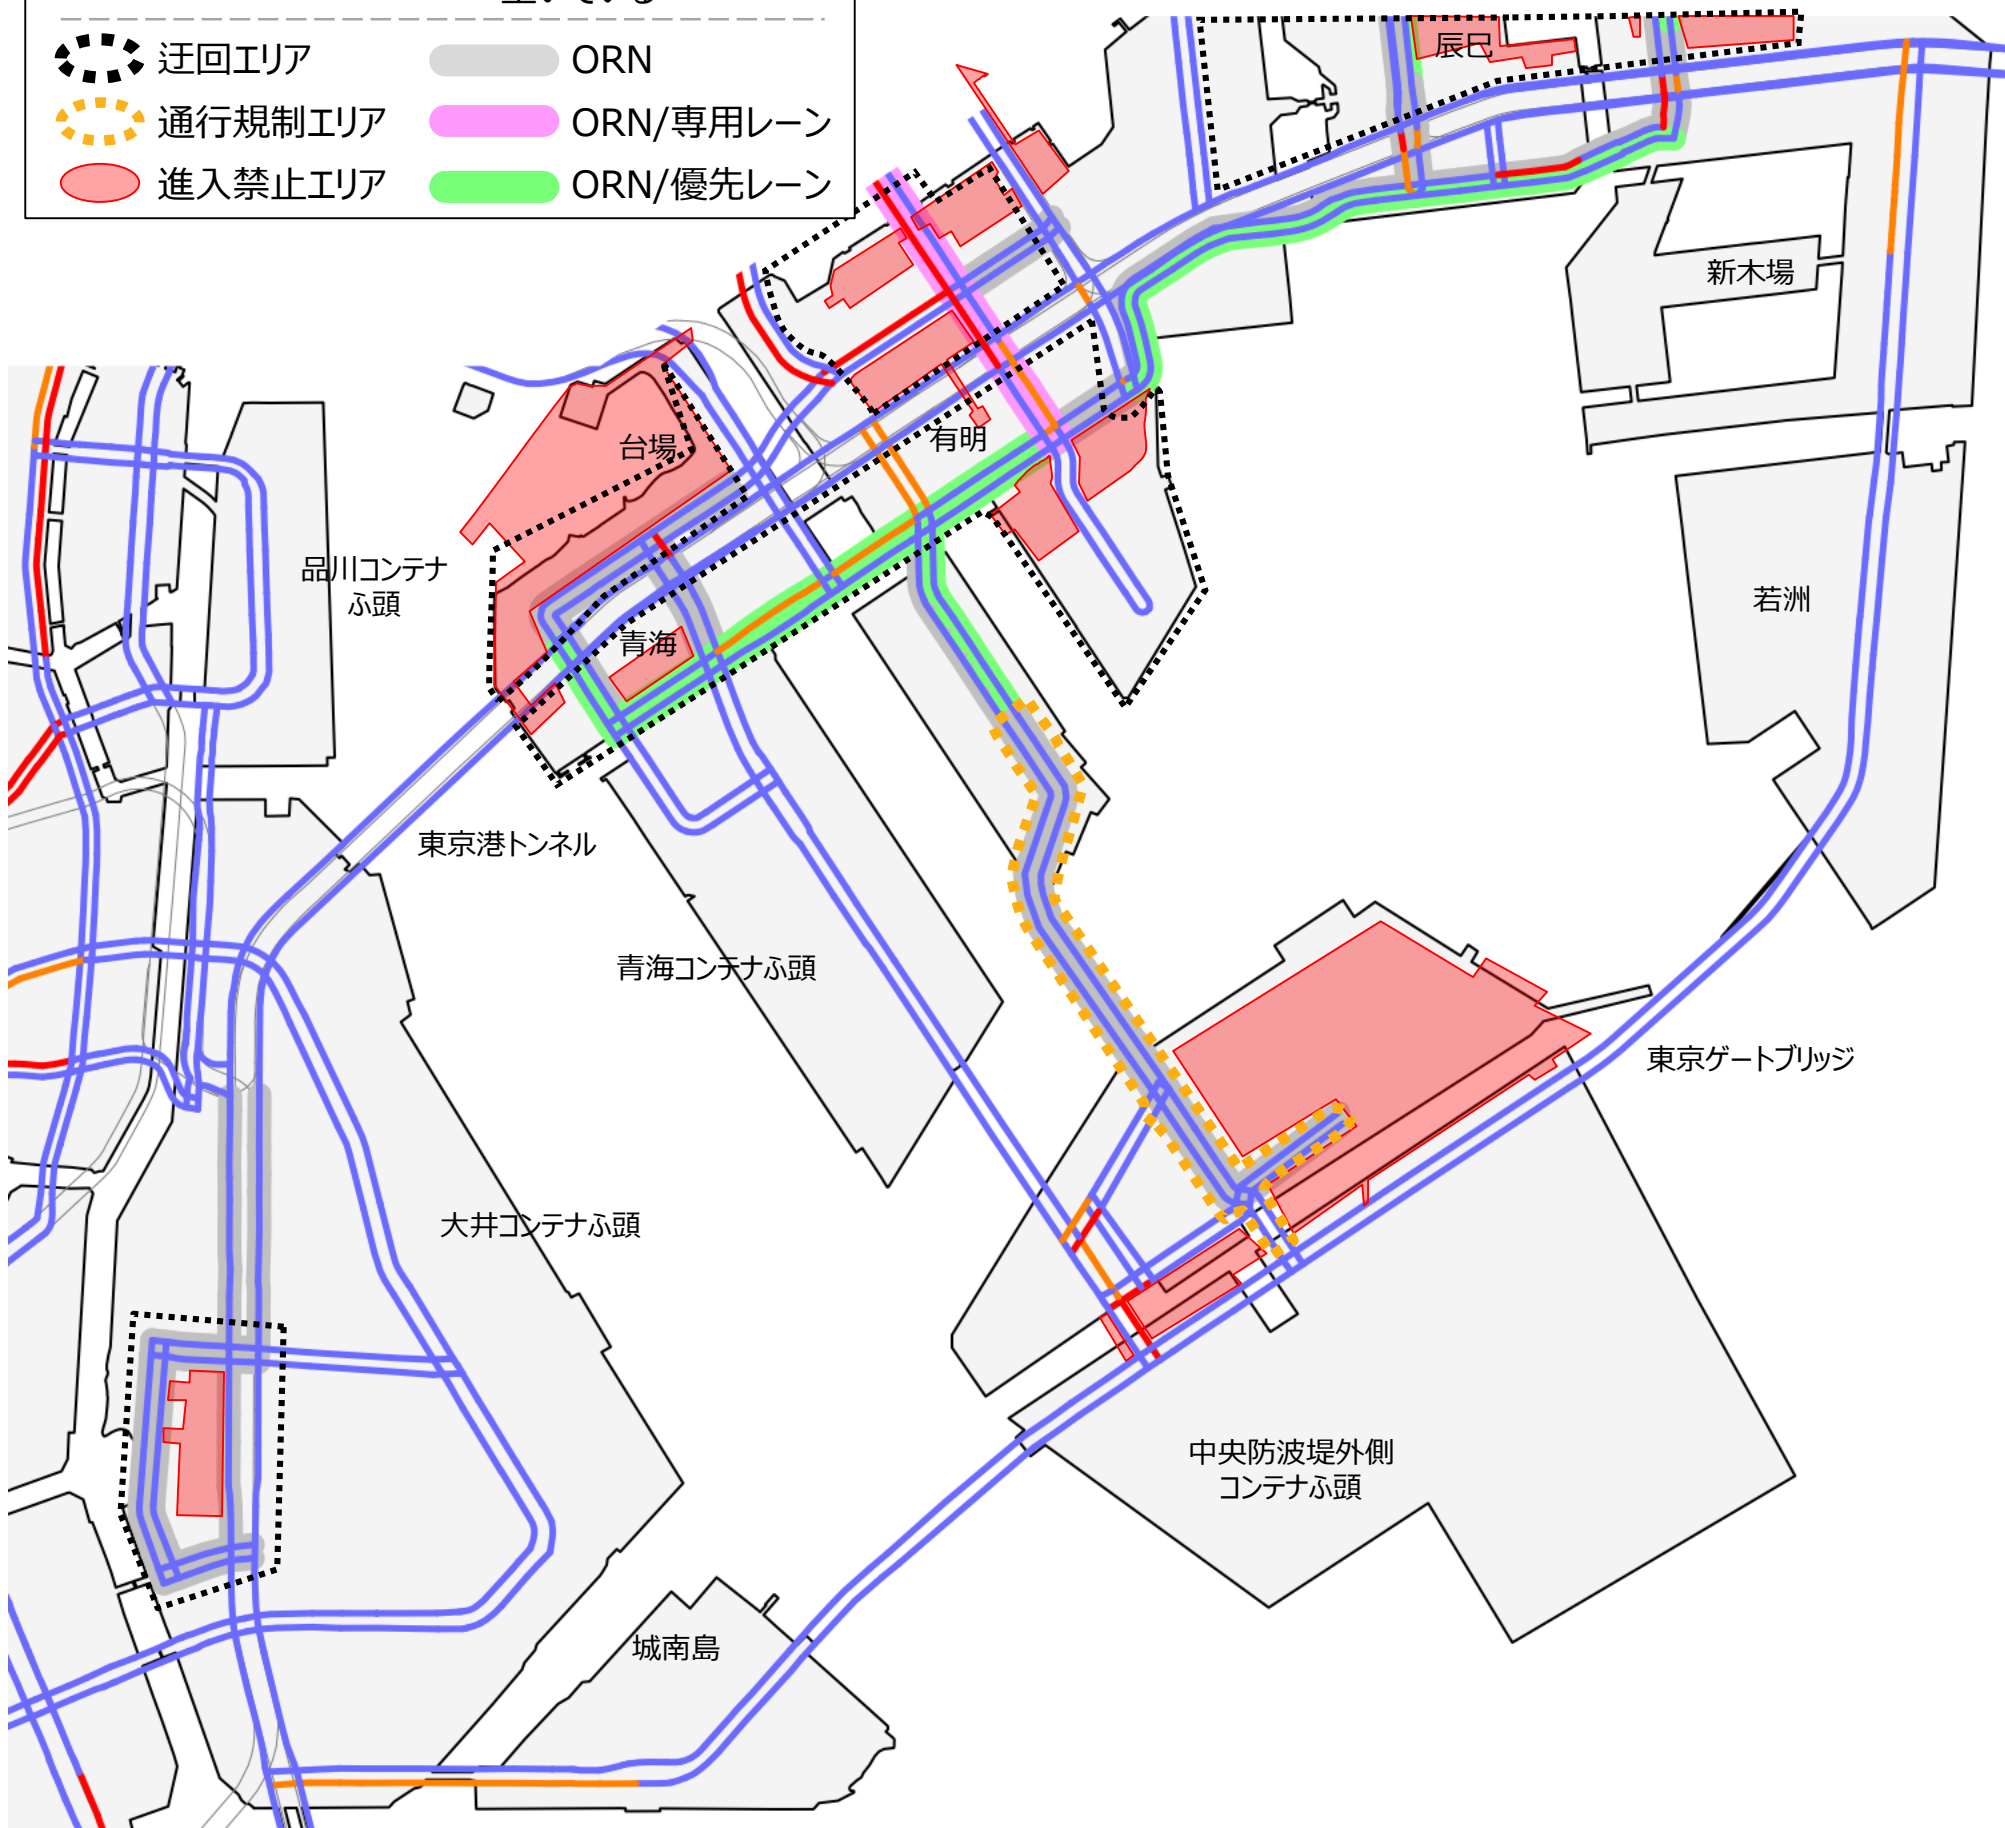 空いている
迂回エリア
ORN
通行規制エリア
ORN/専用レーン
進入禁止エリア
ORN/優先レーン
辰巳
新木場
台場
有明
品川コンテナ
ふ頭
青海
若洲
東京港トンネル
青海コンテナふ頭
東京ゲートブリッジ
大井コンテナふ頭
中央防波堤外側
コンテナふ頭
城南島